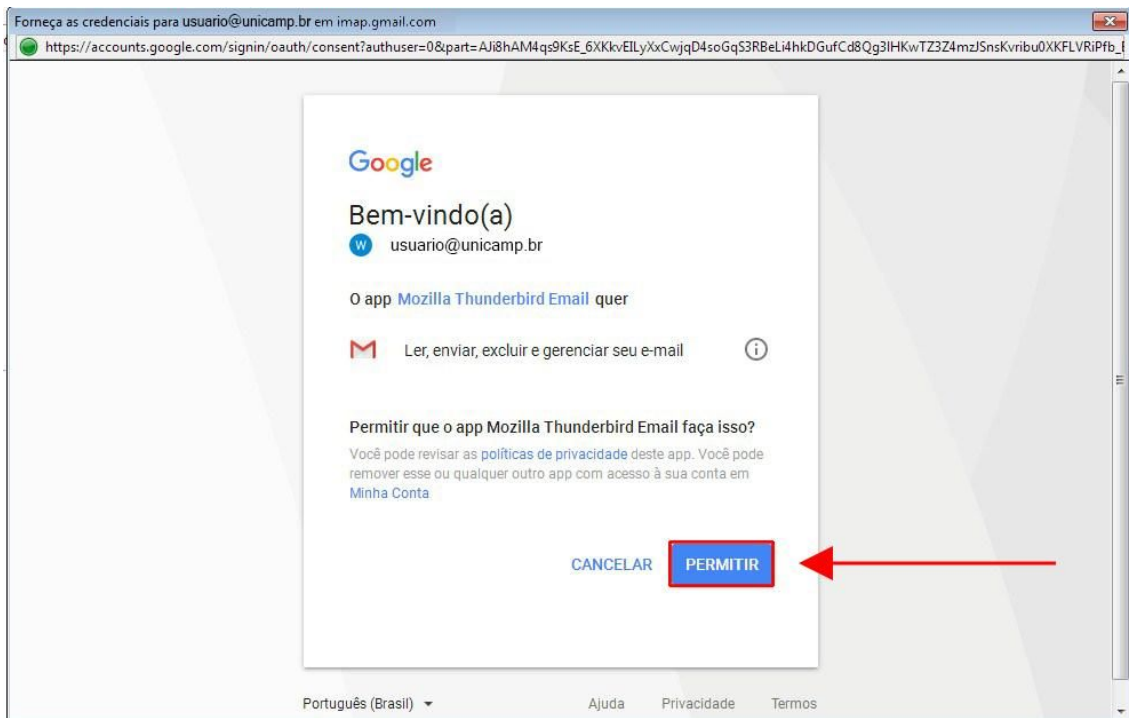 Forneça as credenciais para usuario@unicamp.br em imap.gmail.com
https://accounts.google.com/signin/oauth/consent?authuser=0&part=AJi8hAM4qs9KsE_6XKkvEILyXxCwjqD4soGqS3RBeLi4hkDGufCd8Qg3IHKwTZ3Z4mzJSnsKvribu0XKFLVRiPfb_
Google
Bem-vindo(a)
W usuario@unicamp.br
O app Mozilla Thunderbird Email quer
Ler, enviar, excluir e gerenciar seu e-mail
Permitir que o app Mozilla Thunderbird Email faça isso?
Você pode revisar as políticas de privacidade deste app. Você pode
remover esse ou qualquer outro app com acesso à sua conta em
Minha Conta
CANCELAR PERMITIR
Português (Brasil) Ajuda Privacidade Termos